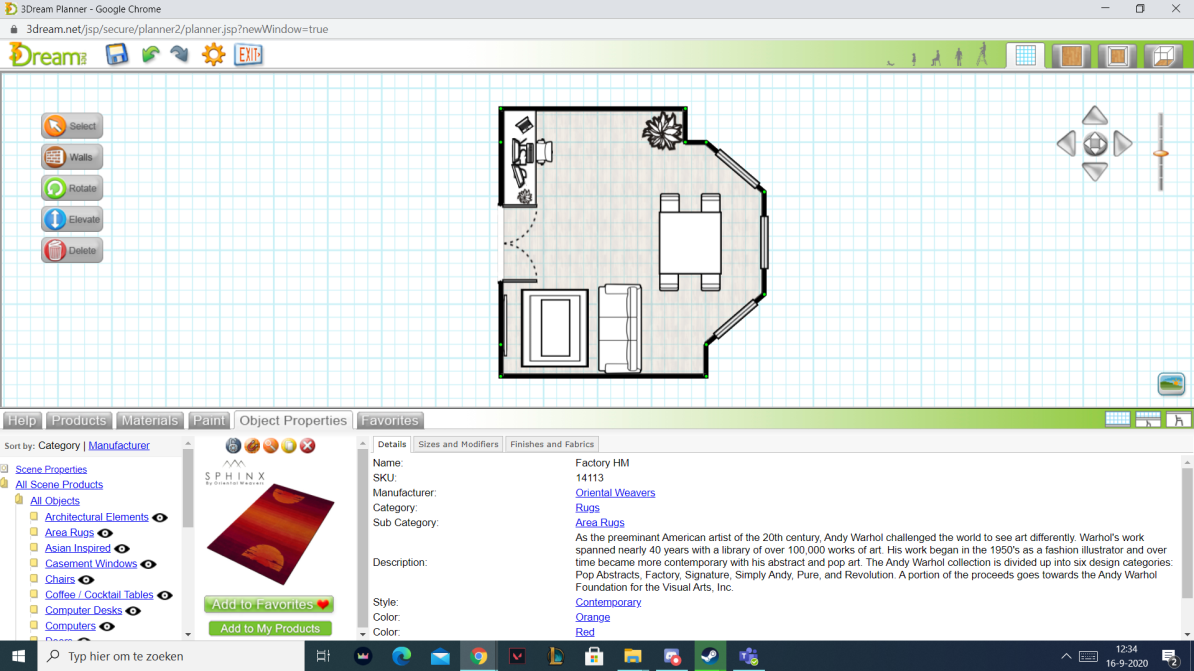 3Dream Planner - Google Chrome
3dream.net/jsp/secure/planner2/planner.jsp?newWindow=true
3Dream.net
EXIT
Select
Walls
Rotate
Elevate
Delete
Help
Products
Materials
Paint
Object Properties
Favorites
Sort by: Category | Manufacturer
Scene Properties
All Scene Products
All Objects
Architectural Elements
Area Rugs
Asian Inspired
Casement Windows
Chairs
Coffee / Cocktail Tables
Computer Desks
Computers
Doors
SPHINX
By Oriental Weavers
Add to Favorites
Add to My Products
Details
Sizes and Modifiers
Finishes and Fabrics
Name: Factory HM
SKU: 14113
Manufacturer: Oriental Weavers
Category: Rugs
Sub Category: Area Rugs
Description: As the preeminant American artist of the 20th century, Andy Warhol challenged the world to see art differently. Warhol's work
spanned nearly 40 years with a library of over 100,000 works of art. His work began in the 1950's as a fashion illustrator and over
time became more contemporary with his abstract and pop art. The Andy Warhol collection is divided up into six design categories:
Pop Abstracts, Factory, Signature, Simply Andy, Pure, and Revolution. A portion of the proceeds goes towards the Andy Warhol
Foundation for the Visual Arts, Inc.
Style: Contemporary
Color: Orange
Color: Red
Typ hier om te zoeken
12:34
16-9-2020
2